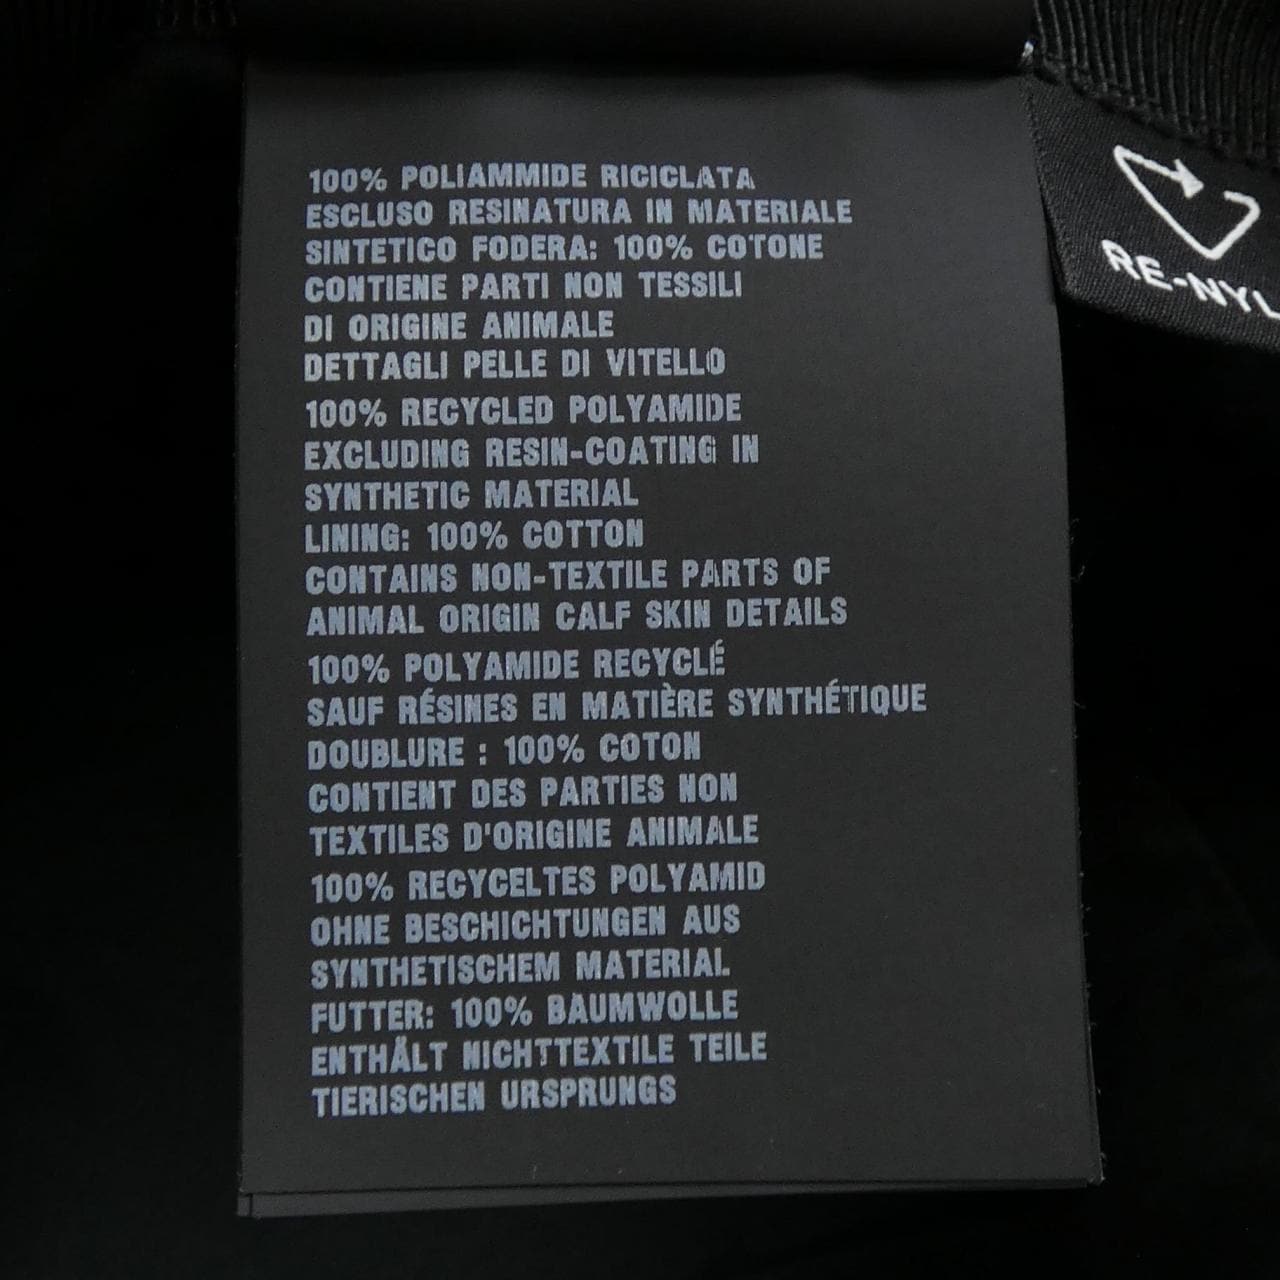 100% POLIAMMIDE RICICLATA
ESCLUSO RESINATURA IN MATERIALE
SINTETICO FODERA: 100% COTONE
CONTIENE PARTI NON TESSILI
DI ORIGINE ANIMALE
DETTAGLI PELLE DI VITELLO
100% RECYCLED POLYAMIDE
EXCLUDING RESIN-COATING IN
SYNTHETIC MATERIAL
LINING: 100% COTTON
CONTAINS NON-TEXTILE PARTS OF
ANIMAL ORIGIN CALF SKIN DETAILS
100% POLYAMIDE RECYCLÉ
SAUF RÉSINES EN MATIÈRE SYNTHÉTIQUE
DOUBLURE : 100% COTON
CONTIENT DES PARTIES NON
TEXTILES D'ORIGINE ANIMALE
100% RECYCELTES POLYAMID
OHNE BESCHICHTUNGEN AUS
SYNTHETISCHEM MATERIAL
FUTTER: 100% BAUMWOLLE
ENTHÄLT NICHTTEXTILE TEILE
TIERISCHEN URSPRUNGS
RE-NYL